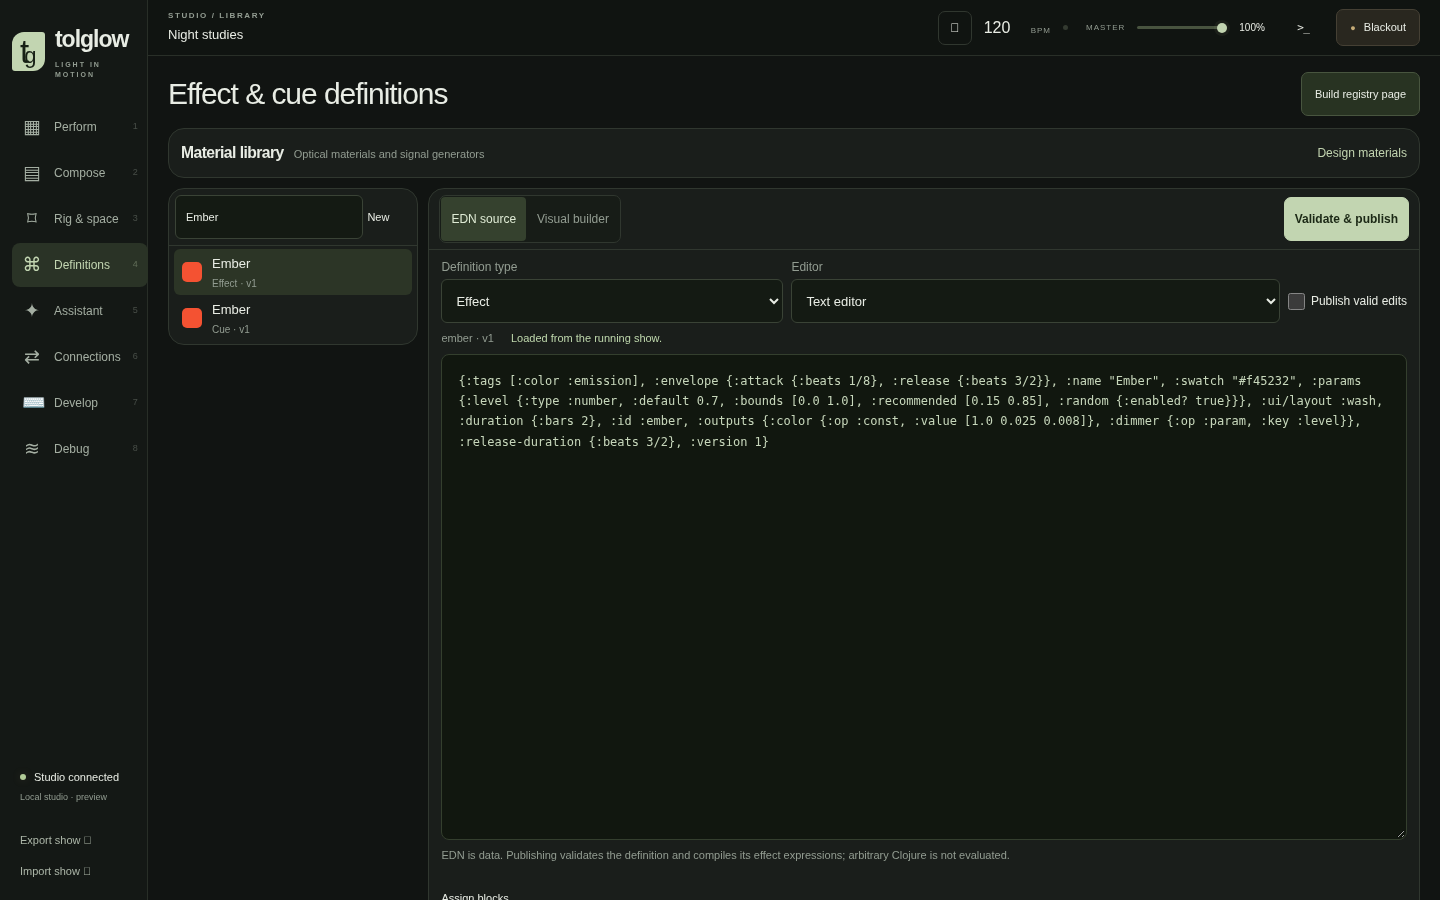 tg
tolglow
LIGHT IN
MOTION
Perform 1
Compose 2
Rig & space 3
Definitions 4
Assistant 5
Connections 6
Develop 7
Debug 8
Studio connected
Local studio · preview
Export show
Import show
STUDIO / LIBRARY
Night studies
120 BPM
MASTER 100%
>_
Blackout
Effect & cue definitions
Build registry page
Material library Optical materials and signal generators
Design materials
Ember
New
Ember
Effect · v1
Ember
Cue · v1
EDN source Visual builder
Validate & publish
Definition type
Effect
Editor
Text editor
Publish valid edits
ember · v1 Loaded from the running show.
{:tags [:color :emission], :envelope {:attack {:beats 1/8}, :release {:beats 3/2}}, :name "Ember", :swatch "#f45232", :params
{:level {:type :number, :default 0.7, :bounds [0.0 1.0], :recommended [0.15 0.85], :random {:enabled? true}}}, :ui/layout :wash,
:duration {:bars 2}, :id :ember, :outputs {:color {:op :const, :value [1.0 0.025 0.008]}, :dimmer {:op :param, :key :level}},
:release-duration {:beats 3/2}, :version 1}
EDN is data. Publishing validates the definition and compiles its effect expressions; arbitrary Clojure is not evaluated.
Assign blocks